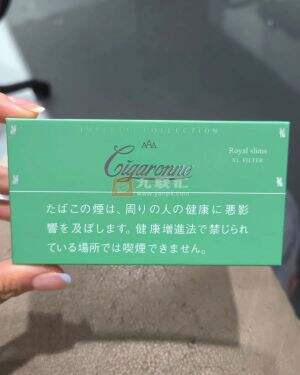 AAA
Cigaronne
Royal slims
XL FILTER
たばこの煙は、周りの人の健康に悪影
響を及ぼします。健康増進法で禁じられ
ている場所では喫煙できません。